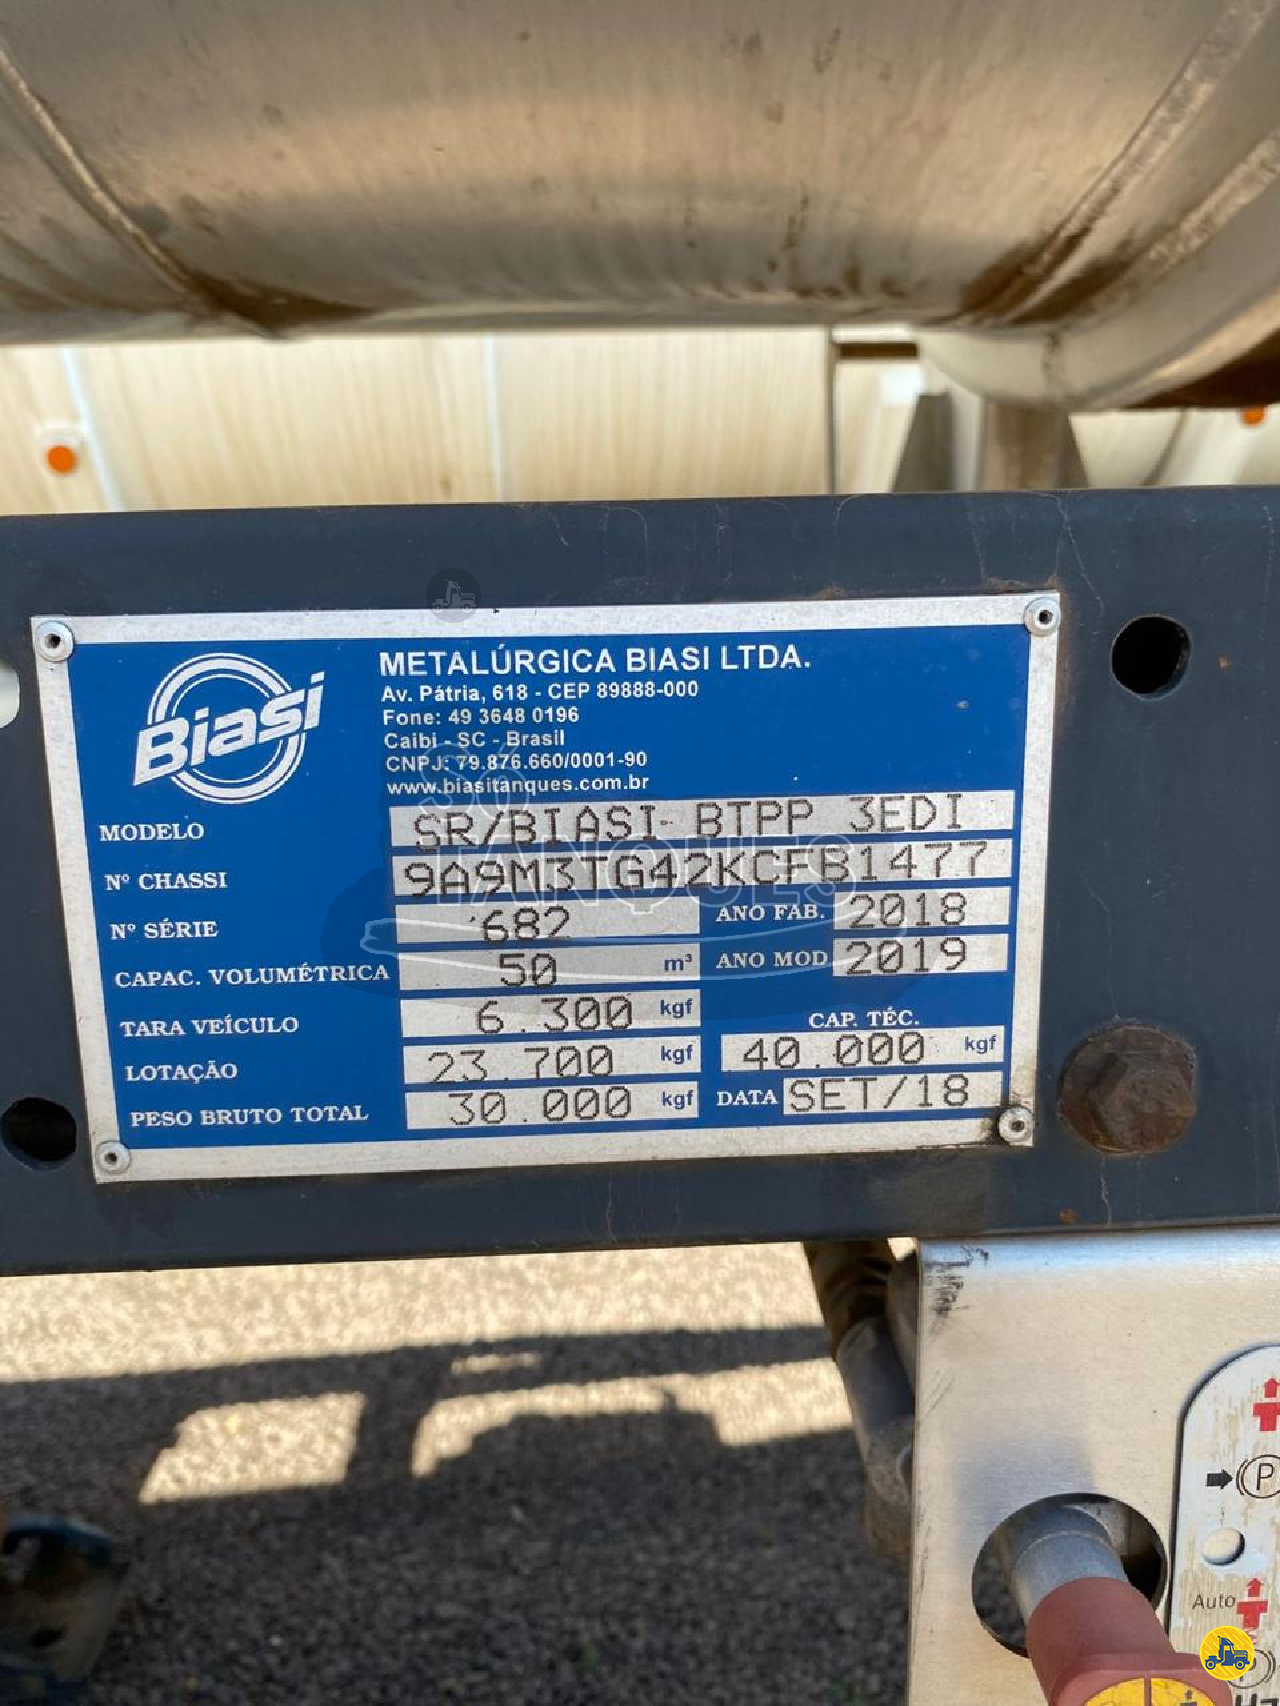 Biasi
METALÚRGICA BIASI LTDA.
Av. Pátria, 618 - CEP 89888-000
Fone: 49 3648 0196
Caibi - SC - Brasil
CNPJ: 79.876.660/0001-90
www.biasitanques.com.br
MODELO SR/BIASI BTPP 3EDI
Nº CHASSI 9A9M3TG42KCFB1477
Nº SÉRIE 682 ANO FAB. 2018
CAPAC. VOLUMÉTRICA 50 m³ ANO MOD 2019
TARA VEÍCULO 6.300 kgf CAP. TÉC.
LOTAÇÃO 23.700 kgf 40.000 kgf
PESO BRUTO TOTAL 30.000 kgf DATA SET/18
SÓ
TANQUES
P
Auto